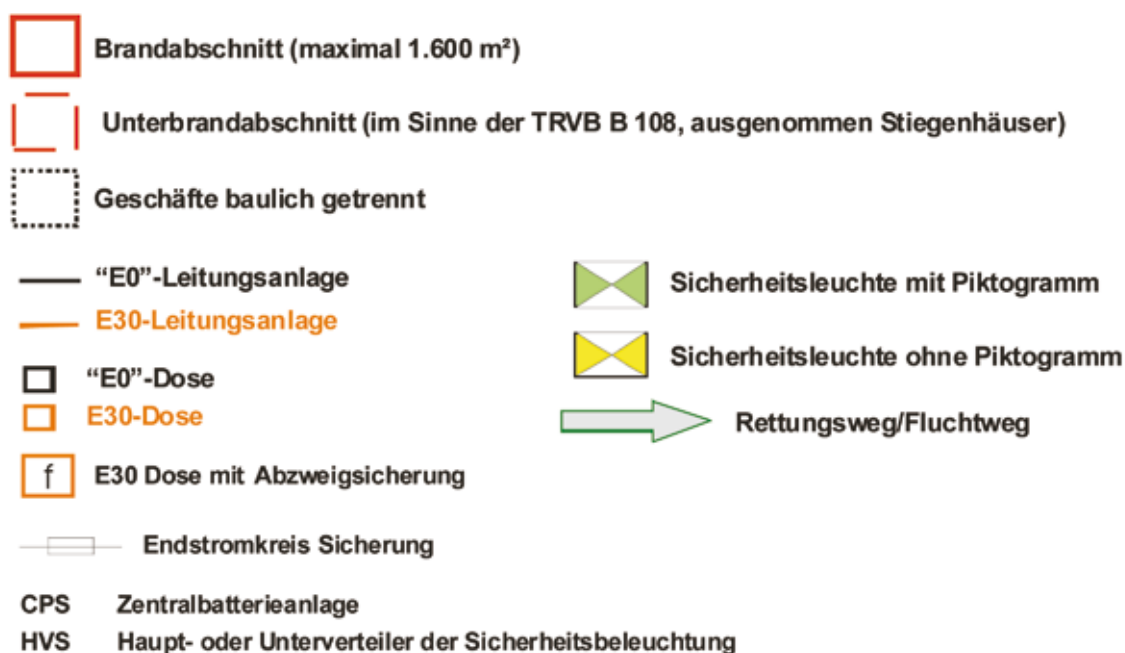 Brandabschnitt (maximal 1.600 m²)
Unterbrandabschnitt (im Sinne der TRVB B 108, ausgenommen Stiegenhäuser)
Geschäfte baulich getrennt
“E0”-Leitungsanlage
E30-Leitungsanlage
“E0”-Dose
E30-Dose
f E30 Dose mit Abzweigsicherung
Endstromkreis Sicherung
CPS Zentralbatterieanlage
HVS Haupt- oder Unterverteiler der Sicherheitsbeleuchtung
Sicherheitsleuchte mit Piktogramm
Sicherheitsleuchte ohne Piktogramm
Rettungsweg/Fluchtweg